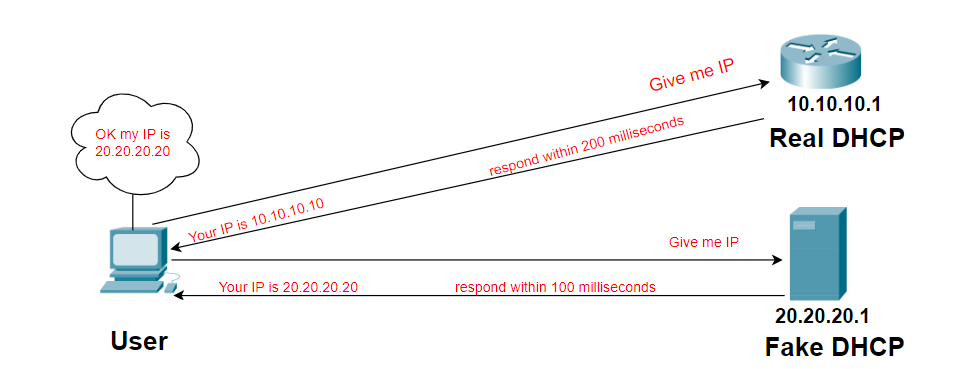 Give me IP
10.10.10.1
Real DHCP
OK my IP is
20.20.20.20
respond within 200 milliseconds
Your IP is 10.10.10.10
Give me IP
Your IP is 20.20.20.20
respond within 100 milliseconds
20.20.20.1
Fake DHCP
User